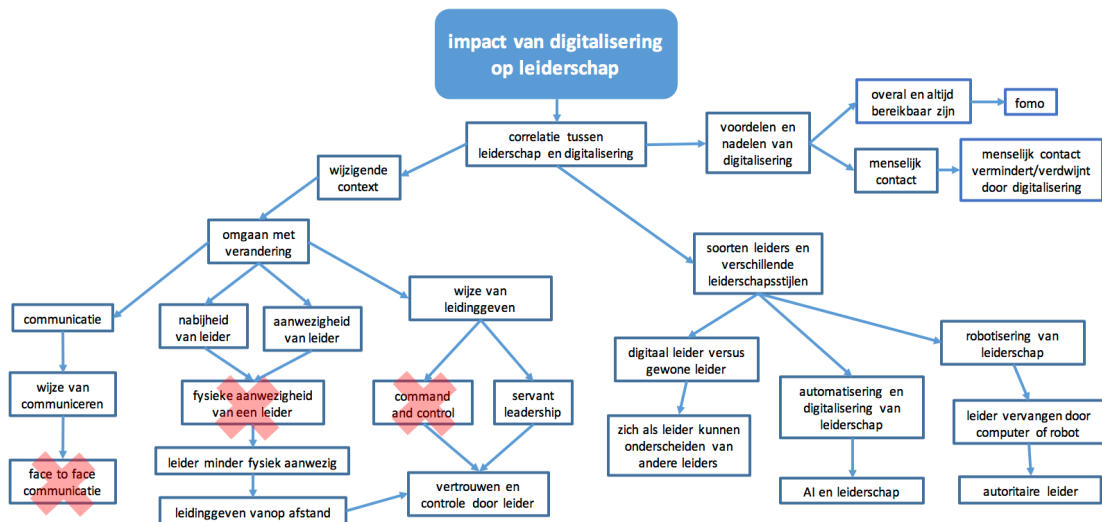 impact van digitalisering
op leiderschap
overal en altijd
bereikbaar zijn
fomo
correlatie tussen
leiderschap en digitalisering
voordelen en
nadelen van
digitalisering
menselijk
contact
menselijk contact
vermindert/verdwijnt
door digitalisering
wijzigende
context
omgaan met
verandering
soorten leiders en
verschillende
leiderschapsstijlen
communicatie
nabijheid
van leider
aanwezigheid
van leider
wijze van
leidinggeven
digitaal leider versus
gewone leider
robotisering van
leiderschap
wijze van
communiceren
fysieke aanwezigheid
van een leider
command
and control
servant
leadership
automatisering en
digitalisering van
leiderschap
leider vervangen door
computer of robot
zich als leider kunnen
onderscheiden van
andere leiders
face to face
communicatie
leider minder fysiek aanwezig
vertrouwen en
controle door leider
AI en leiderschap
autoritaire leider
leidinggeven vanop afstand